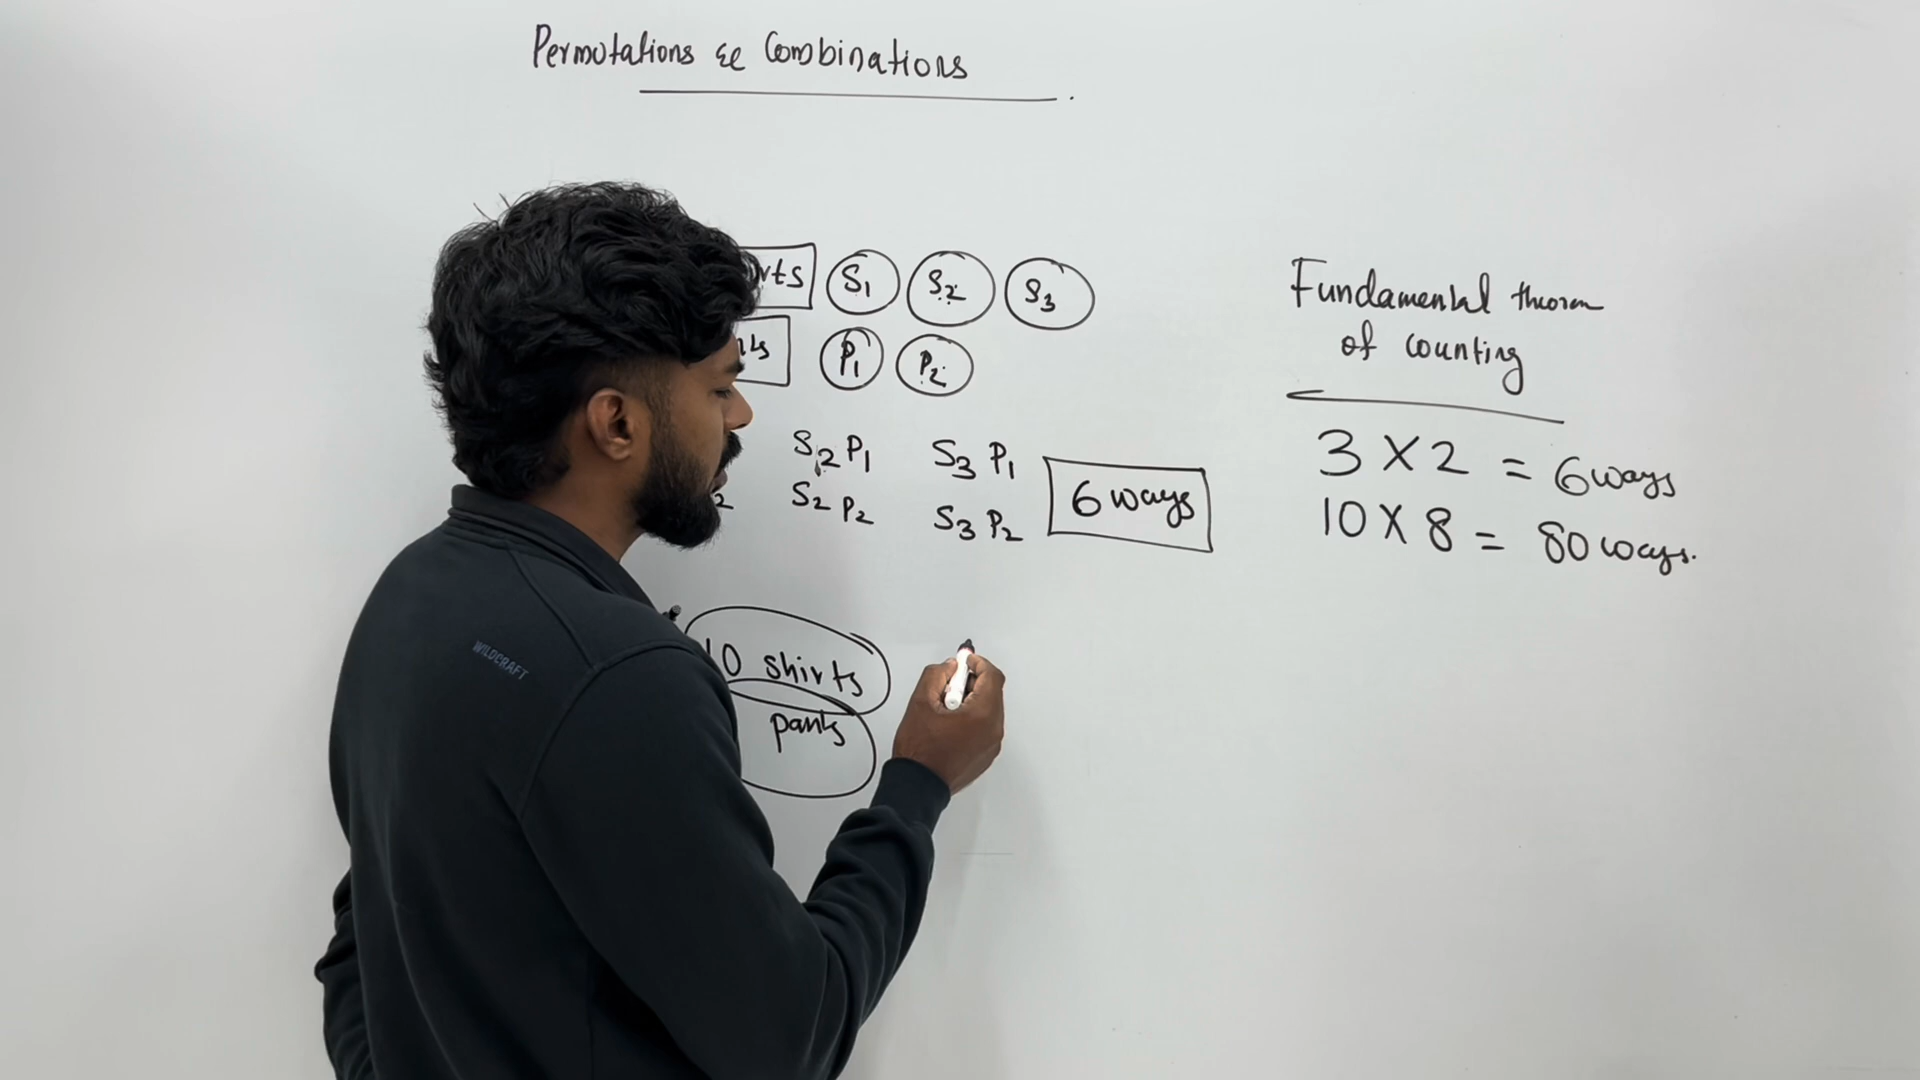 Permutations & Combinations
S1 S2 S3
P1 P2
S2 P1 S3 P1
S2 P2 S3 P2
6 ways
10 shirts
pants
Fundamental theorem
of counting
3 X 2 = 6 ways
10 X 8 = 80 ways.
WILDCRAFT